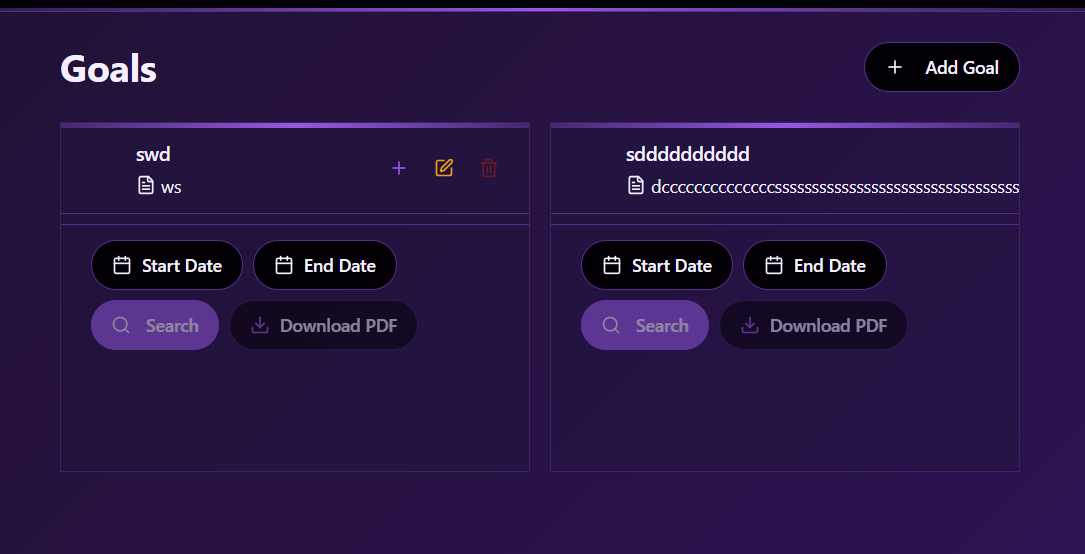 Goals
Add Goal
swd
ws
Start Date
End Date
Search
Download PDF
sdddddddddd
dccccccccccccccsssssssssssssssssssssssssssssssss
Start Date
End Date
Search
Download PDF